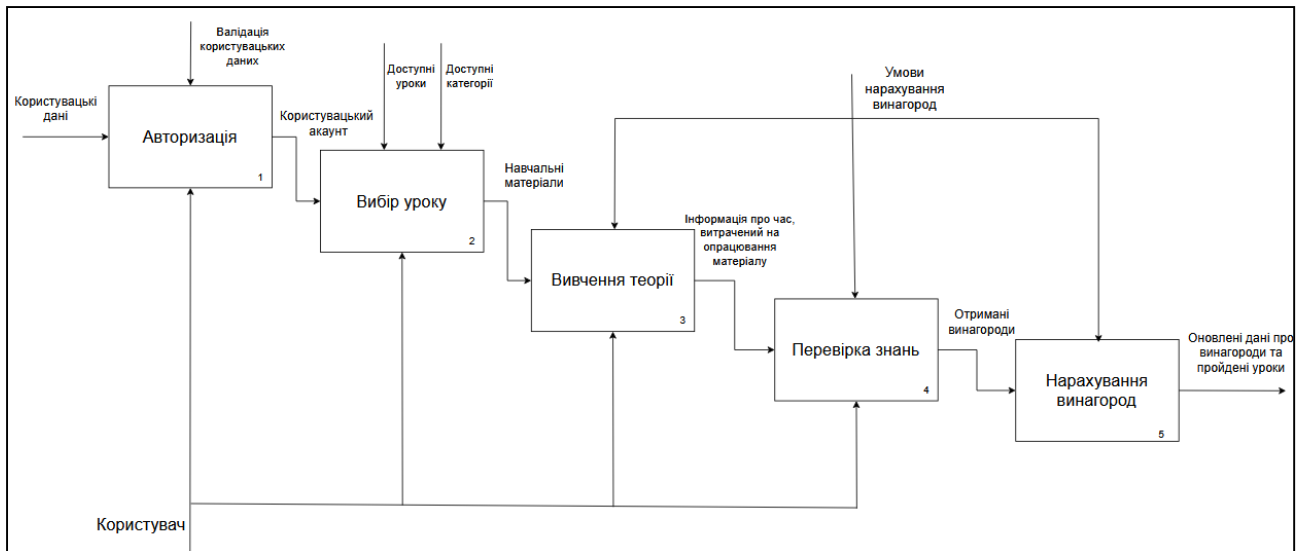 Валідація
користувацьких
даних
Користувацькі
дані
Авторизація
1
Користувацький
акаунт
Доступні
уроки
Доступні
категорії
Вибір уроку
2
Навчальні
матеріали
Вивчення теорії
3
Інформація про час,
витрачений на
опрацювання
матеріалу
Умови
нарахування
винагород
Перевірка знань
4
Отримані
винагороди
Нарахування
винагород
5
Оновлені дані про
винагороди та
пройдені уроки
Користувач